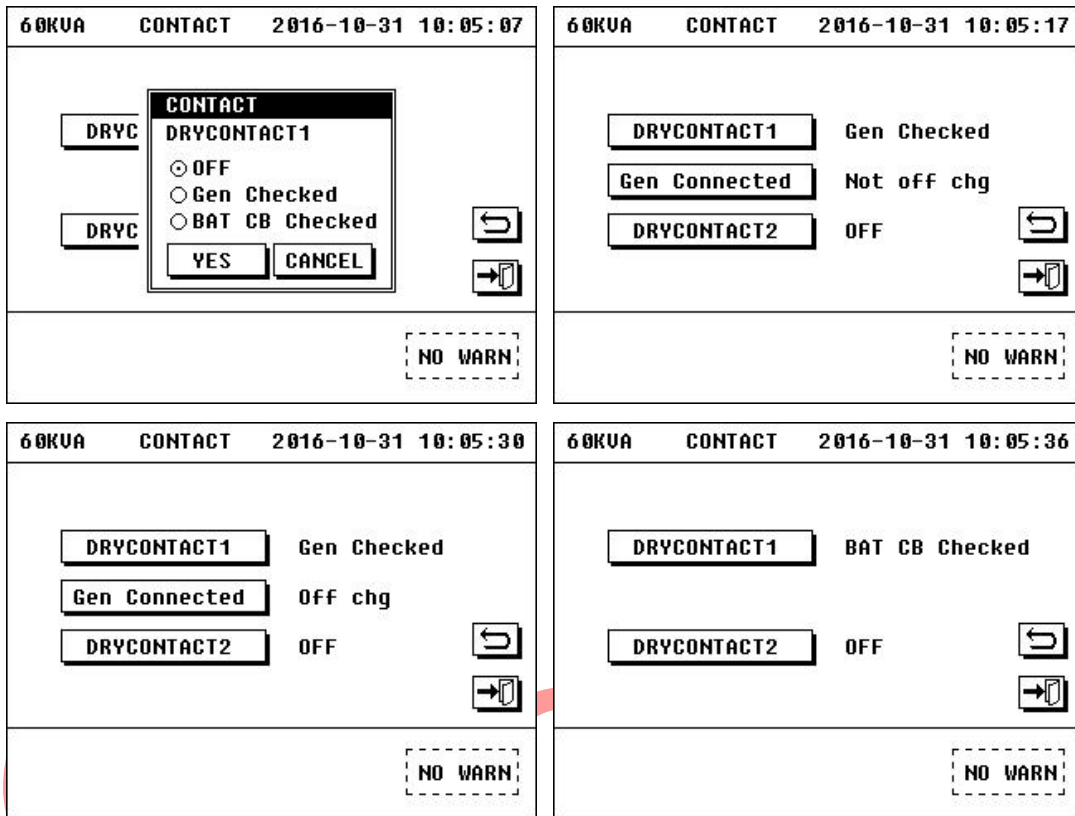 60KVA CONTACT 2016-10-31 10:05:07
CONTACT
DRYCONTACT1
DRYC
OFF
Gen Checked
BAT CB Checked
DRYC
YES CANCEL
NO WARN
60KVA CONTACT 2016-10-31 10:05:17
DRYCONTACT1 Gen Checked
Gen Connected Not off chg
DRYCONTACT2 OFF
NO WARN
60KVA CONTACT 2016-10-31 10:05:30
DRYCONTACT1 Gen Checked
Gen Connected Off chg
DRYCONTACT2 OFF
NO WARN
60KVA CONTACT 2016-10-31 10:05:36
DRYCONTACT1 BAT CB Checked
DRYCONTACT2 OFF
NO WARN